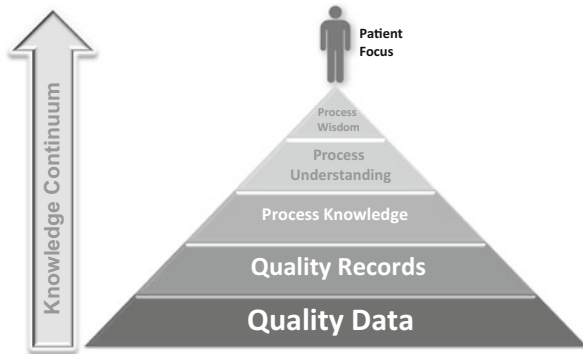 Patient
Focus
Knowledge Continuum
Process
Wisdom
Process
Understanding
Process Knowledge
Quality Records
Quality Data